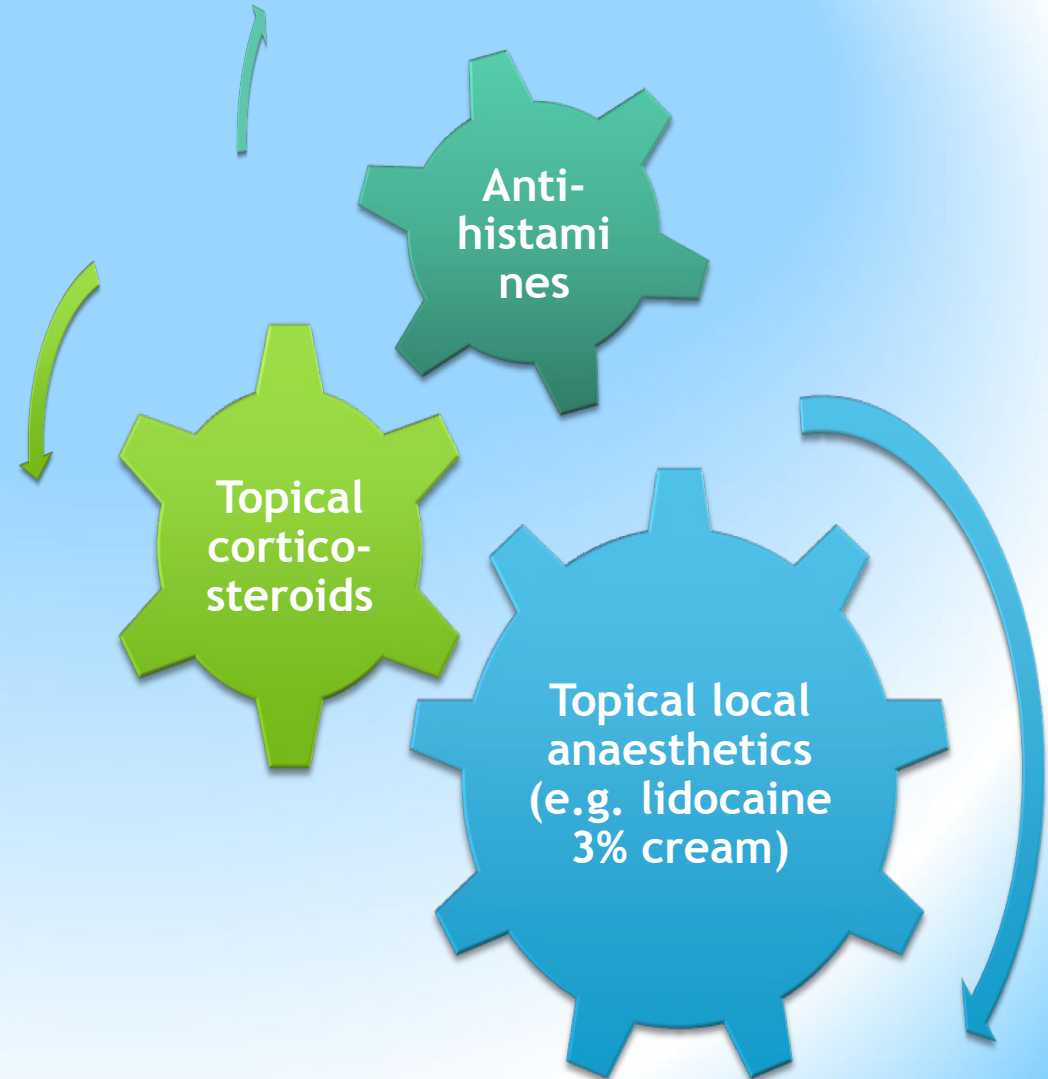 Anti-
histami
nes
Topical
cortico-
steroids
Topical local
anaesthetics
(e.g. lidocaine
3% cream)